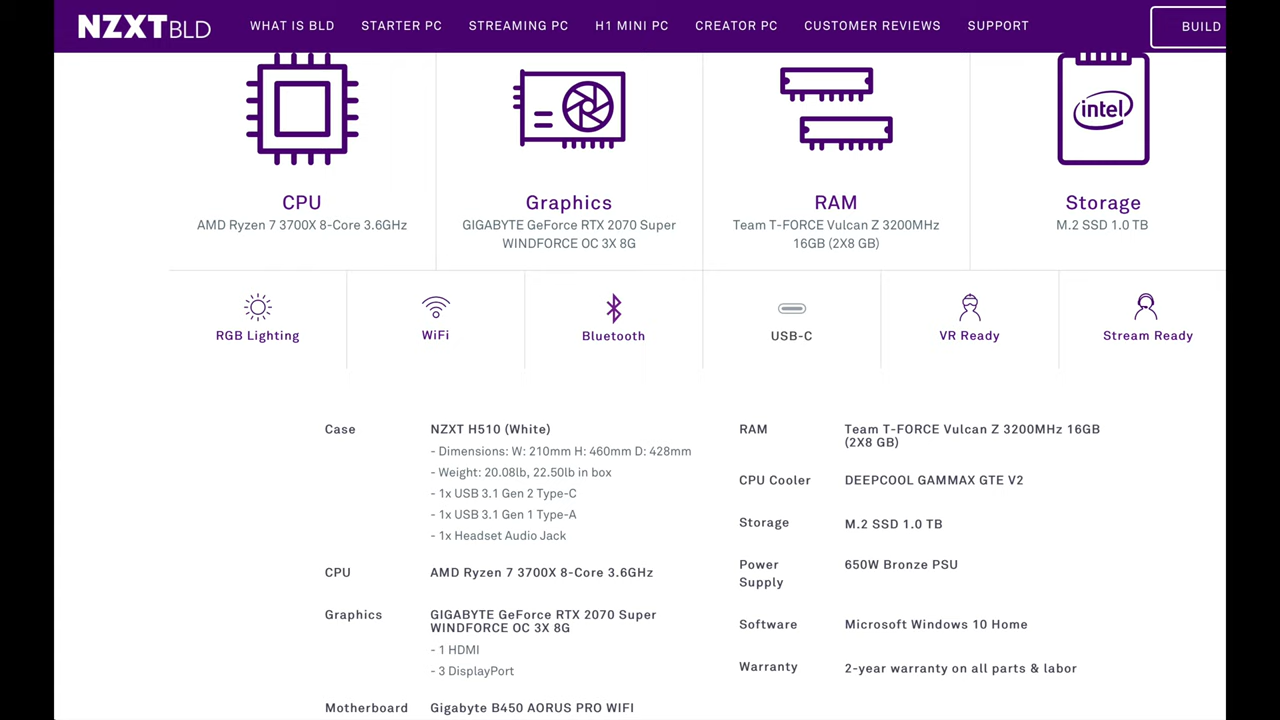 NZXT BLD WHAT IS BLD STARTER PC STREAMING PC H1 MINI PC CREATOR PC CUSTOMER REVIEWS SUPPORT BUILD
intel
CPU
AMD Ryzen 7 3700X 8-Core 3.6GHz
Graphics
GIGABYTE GeForce RTX 2070 Super
WINDFORCE OC 3X 8G
RAM
Team T-FORCE Vulcan Z 3200MHz
16GB (2X8 GB)
Storage
M.2 SSD 1.0 TB
RGB Lighting
WiFi
Bluetooth
USB-C
VR Ready
Stream Ready
Case NZXT H510 (White)
- Dimensions: W: 210mm H: 460mm D: 428mm
- Weight: 20.08lb, 22.50lb in box
- 1x USB 3.1 Gen 2 Type-C
- 1x USB 3.1 Gen 1 Type-A
- 1x Headset Audio Jack
CPU AMD Ryzen 7 3700X 8-Core 3.6GHz
Graphics GIGABYTE GeForce RTX 2070 Super
WINDFORCE OC 3X 8G
- 1 HDMI
- 3 DisplayPort
Motherboard Gigabyte B450 AORUS PRO WIFI
RAM Team T-FORCE Vulcan Z 3200MHz 16GB
(2X8 GB)
CPU Cooler DEEPCOOL GAMMAX GTE V2
Storage M.2 SSD 1.0 TB
Power 650W Bronze PSU
Supply
Software Microsoft Windows 10 Home
Warranty 2-year warranty on all parts & labor